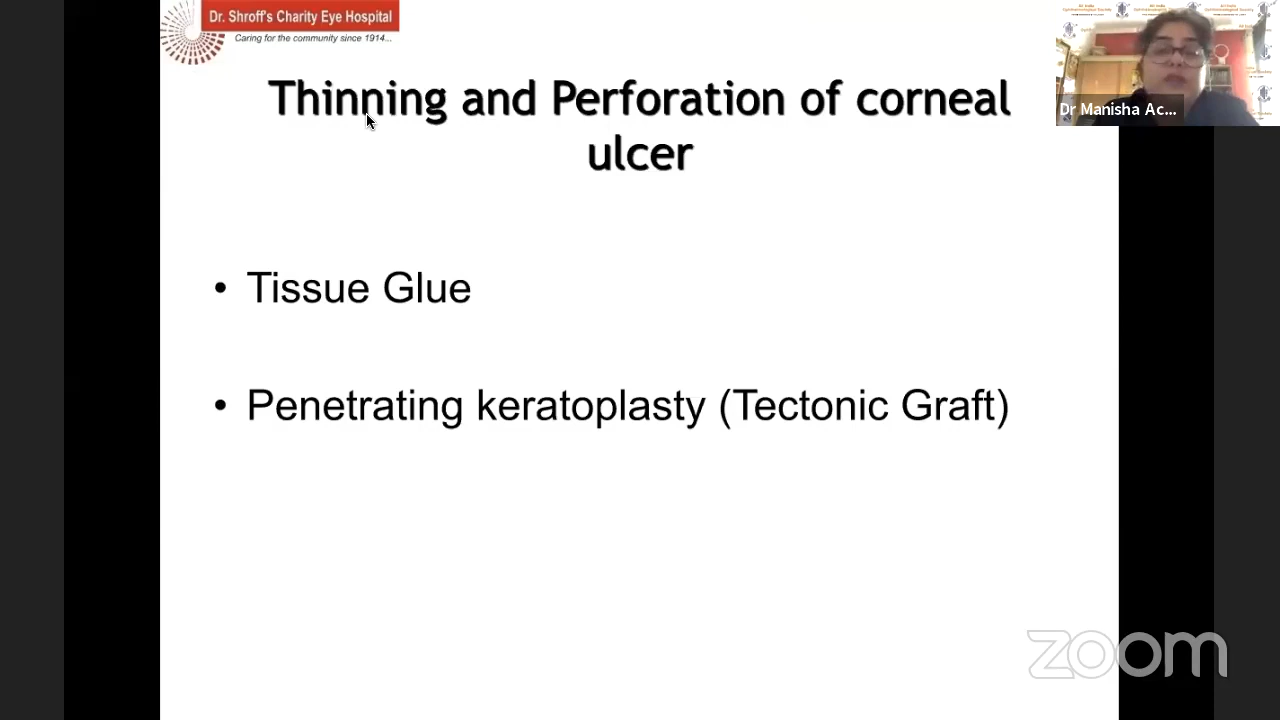 Dr. Shroff's Charity Eye Hospital
Caring for the community since 1914...
Thinning and Perforation of corneal
ulcer
• Tissue Glue
• Penetrating keratoplasty (Tectonic Graft)
Dr Manisha Ac...
zoom